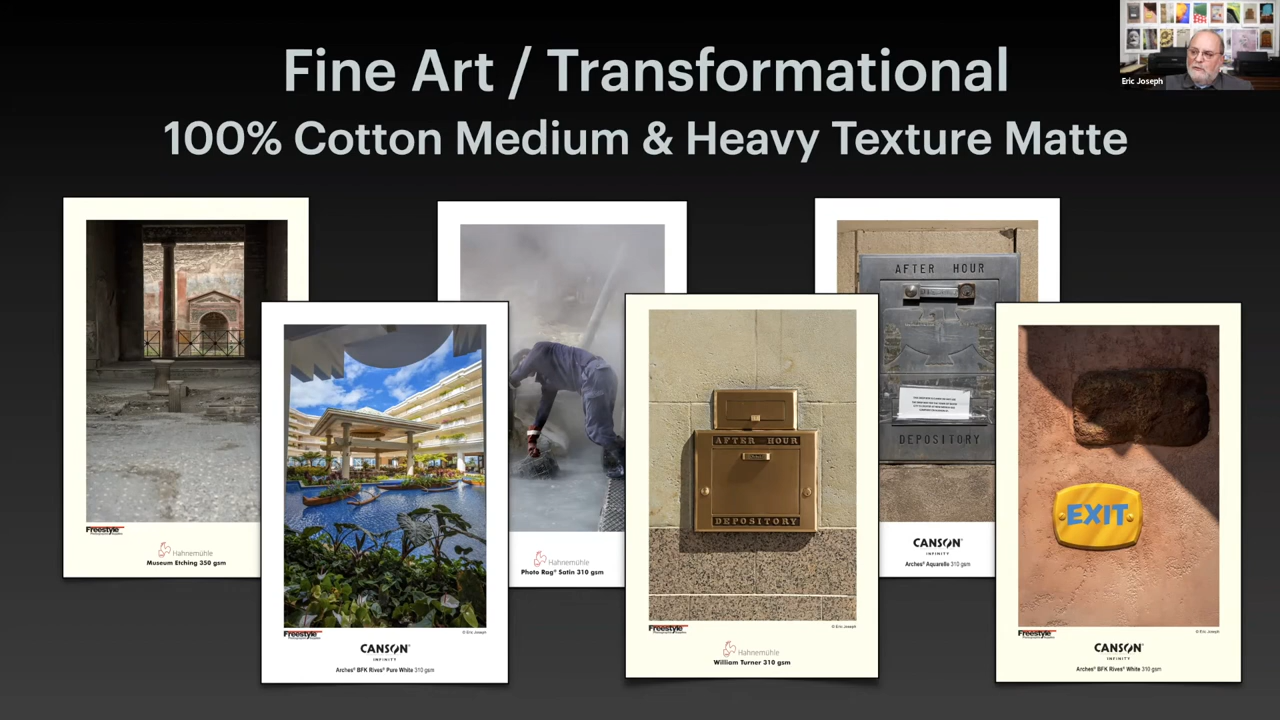 Fine Art / Transformational
100% Cotton Medium & Heavy Texture Matte
Eric Joseph
Freestyle
Hahnemühle
Museum Etching 350 gsm
Freestyle
© Eric Joseph
CANSON®
INFINITY
Arches® BFK Rives® Pure White 310 gsm
Hahnemühle
Photo Rag® Satin 310 gsm
AFTER HOUR
DEPOSITORY
Freestyle
© Eric Joseph
Hahnemühle
William Turner 310 gsm
AFTER HOUR
DEPOSITORY
CANSON®
INFINITY
Arches® Aquarelle 310 gsm
EXIT
Freestyle
© Eric Joseph
CANSON®
INFINITY
Arches® BFK Rives® White 310 gsm